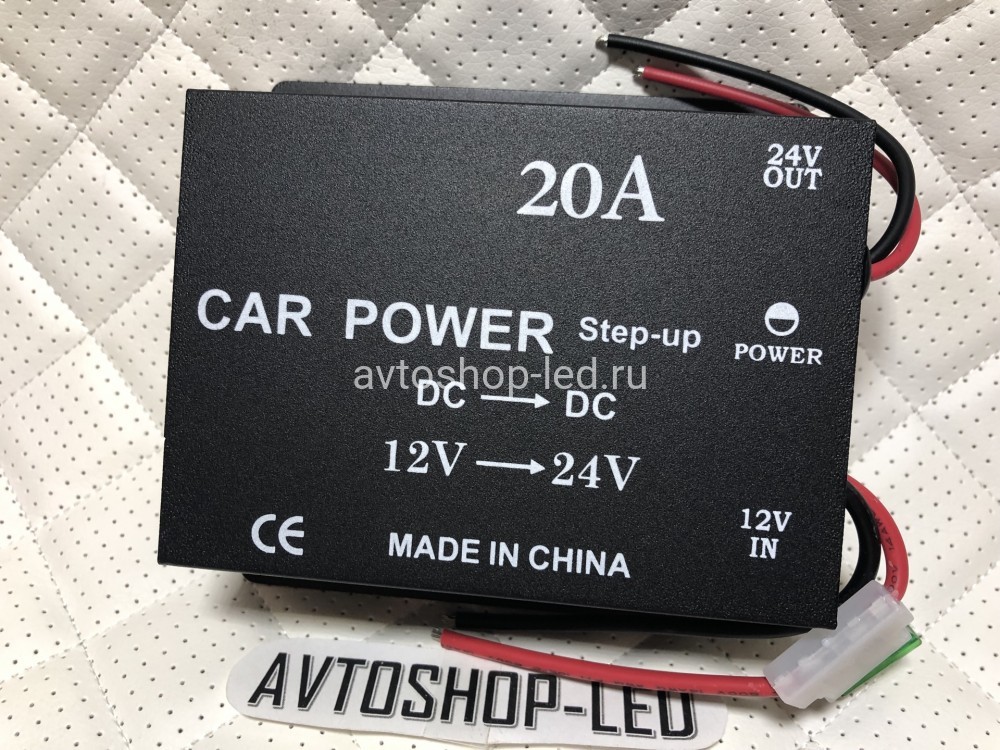 20A
24V
OUT
CAR POWER Step-up
POWER
avtoshop-led.ru
DC → DC
12V → 24V
12V
IN
CE
MADE IN CHINA
AVTOSHOP-LED